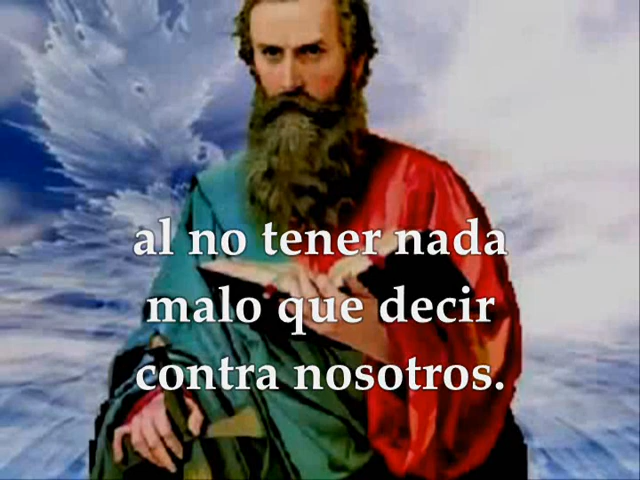 al no tener nada
malo que decir
contra nosotros.